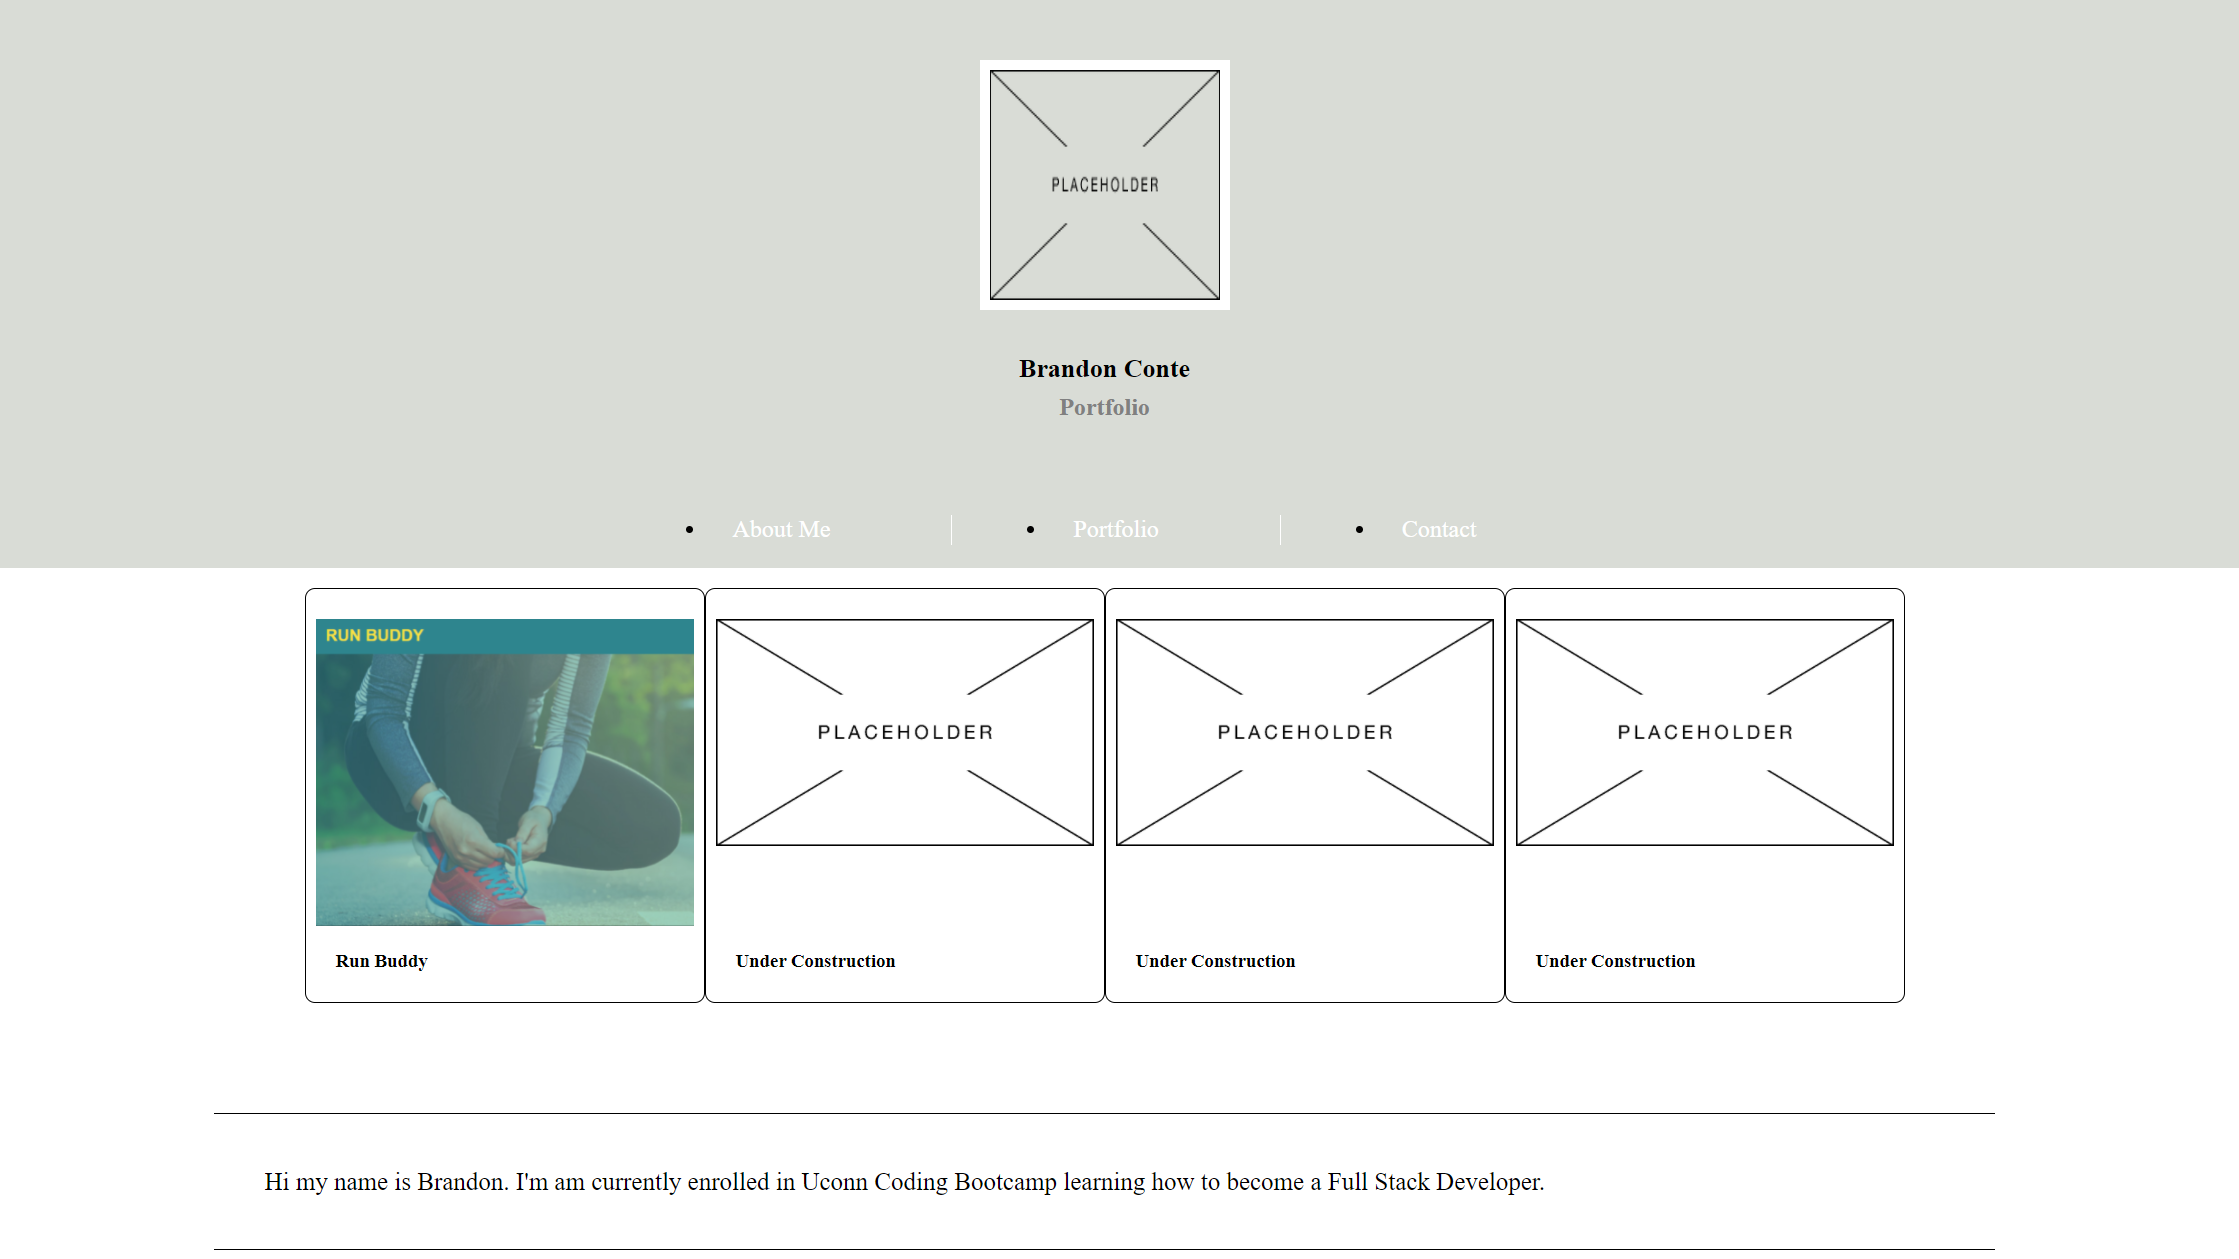 PLACEHOLDER
Brandon Conte
Portfolio
About Me
Portfolio
Contact
RUN BUDDY
PLACEHOLDER
PLACEHOLDER
PLACEHOLDER
Run Buddy
Under Construction
Under Construction
Under Construction
Hi my name is Brandon. I'm am currently enrolled in Uconn Coding Bootcamp learning how to become a Full Stack Developer.